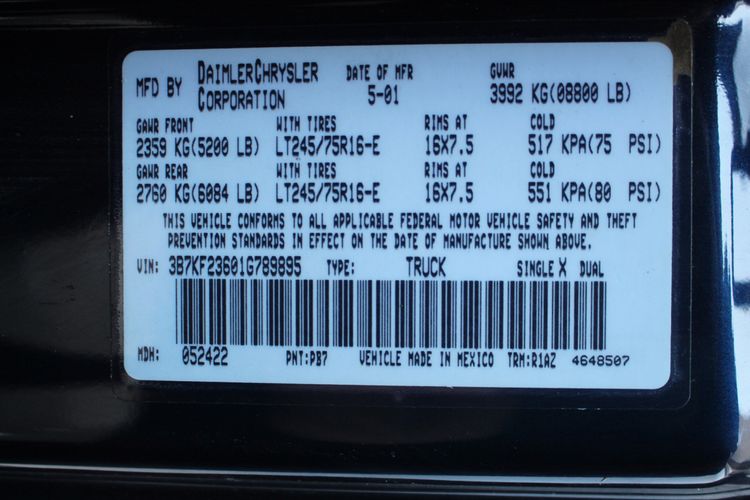 MFD BY DAIMLERCHRYSLER CORPORATION DATE OF MFR 5-01 GVWR 3992 KG(08800 LB)
GAWR FRONT WITH TIRES RIMS AT COLD
2359 KG(5200 LB) LT245/75R16-E 16X7.5 517 KPA(75 PSI)
GAWR REAR WITH TIRES RIMS AT COLD
2760 KG(6084 LB) LT245/75R16-E 16X7.5 551 KPA(80 PSI)
THIS VEHICLE CONFORMS TO ALL APPLICABLE FEDERAL MOTOR VEHICLE SAFETY AND THEFT
PREVENTION STANDARDS IN EFFECT ON THE DATE OF MANUFACTURE SHOWN ABOVE.
VIN: 3B7KF23601G789895 TYPE: TRUCK SINGLE X DUAL
MDH: 052422 PNT:PB7 VEHICLE MADE IN MEXICO TRM:R1AZ 4648507